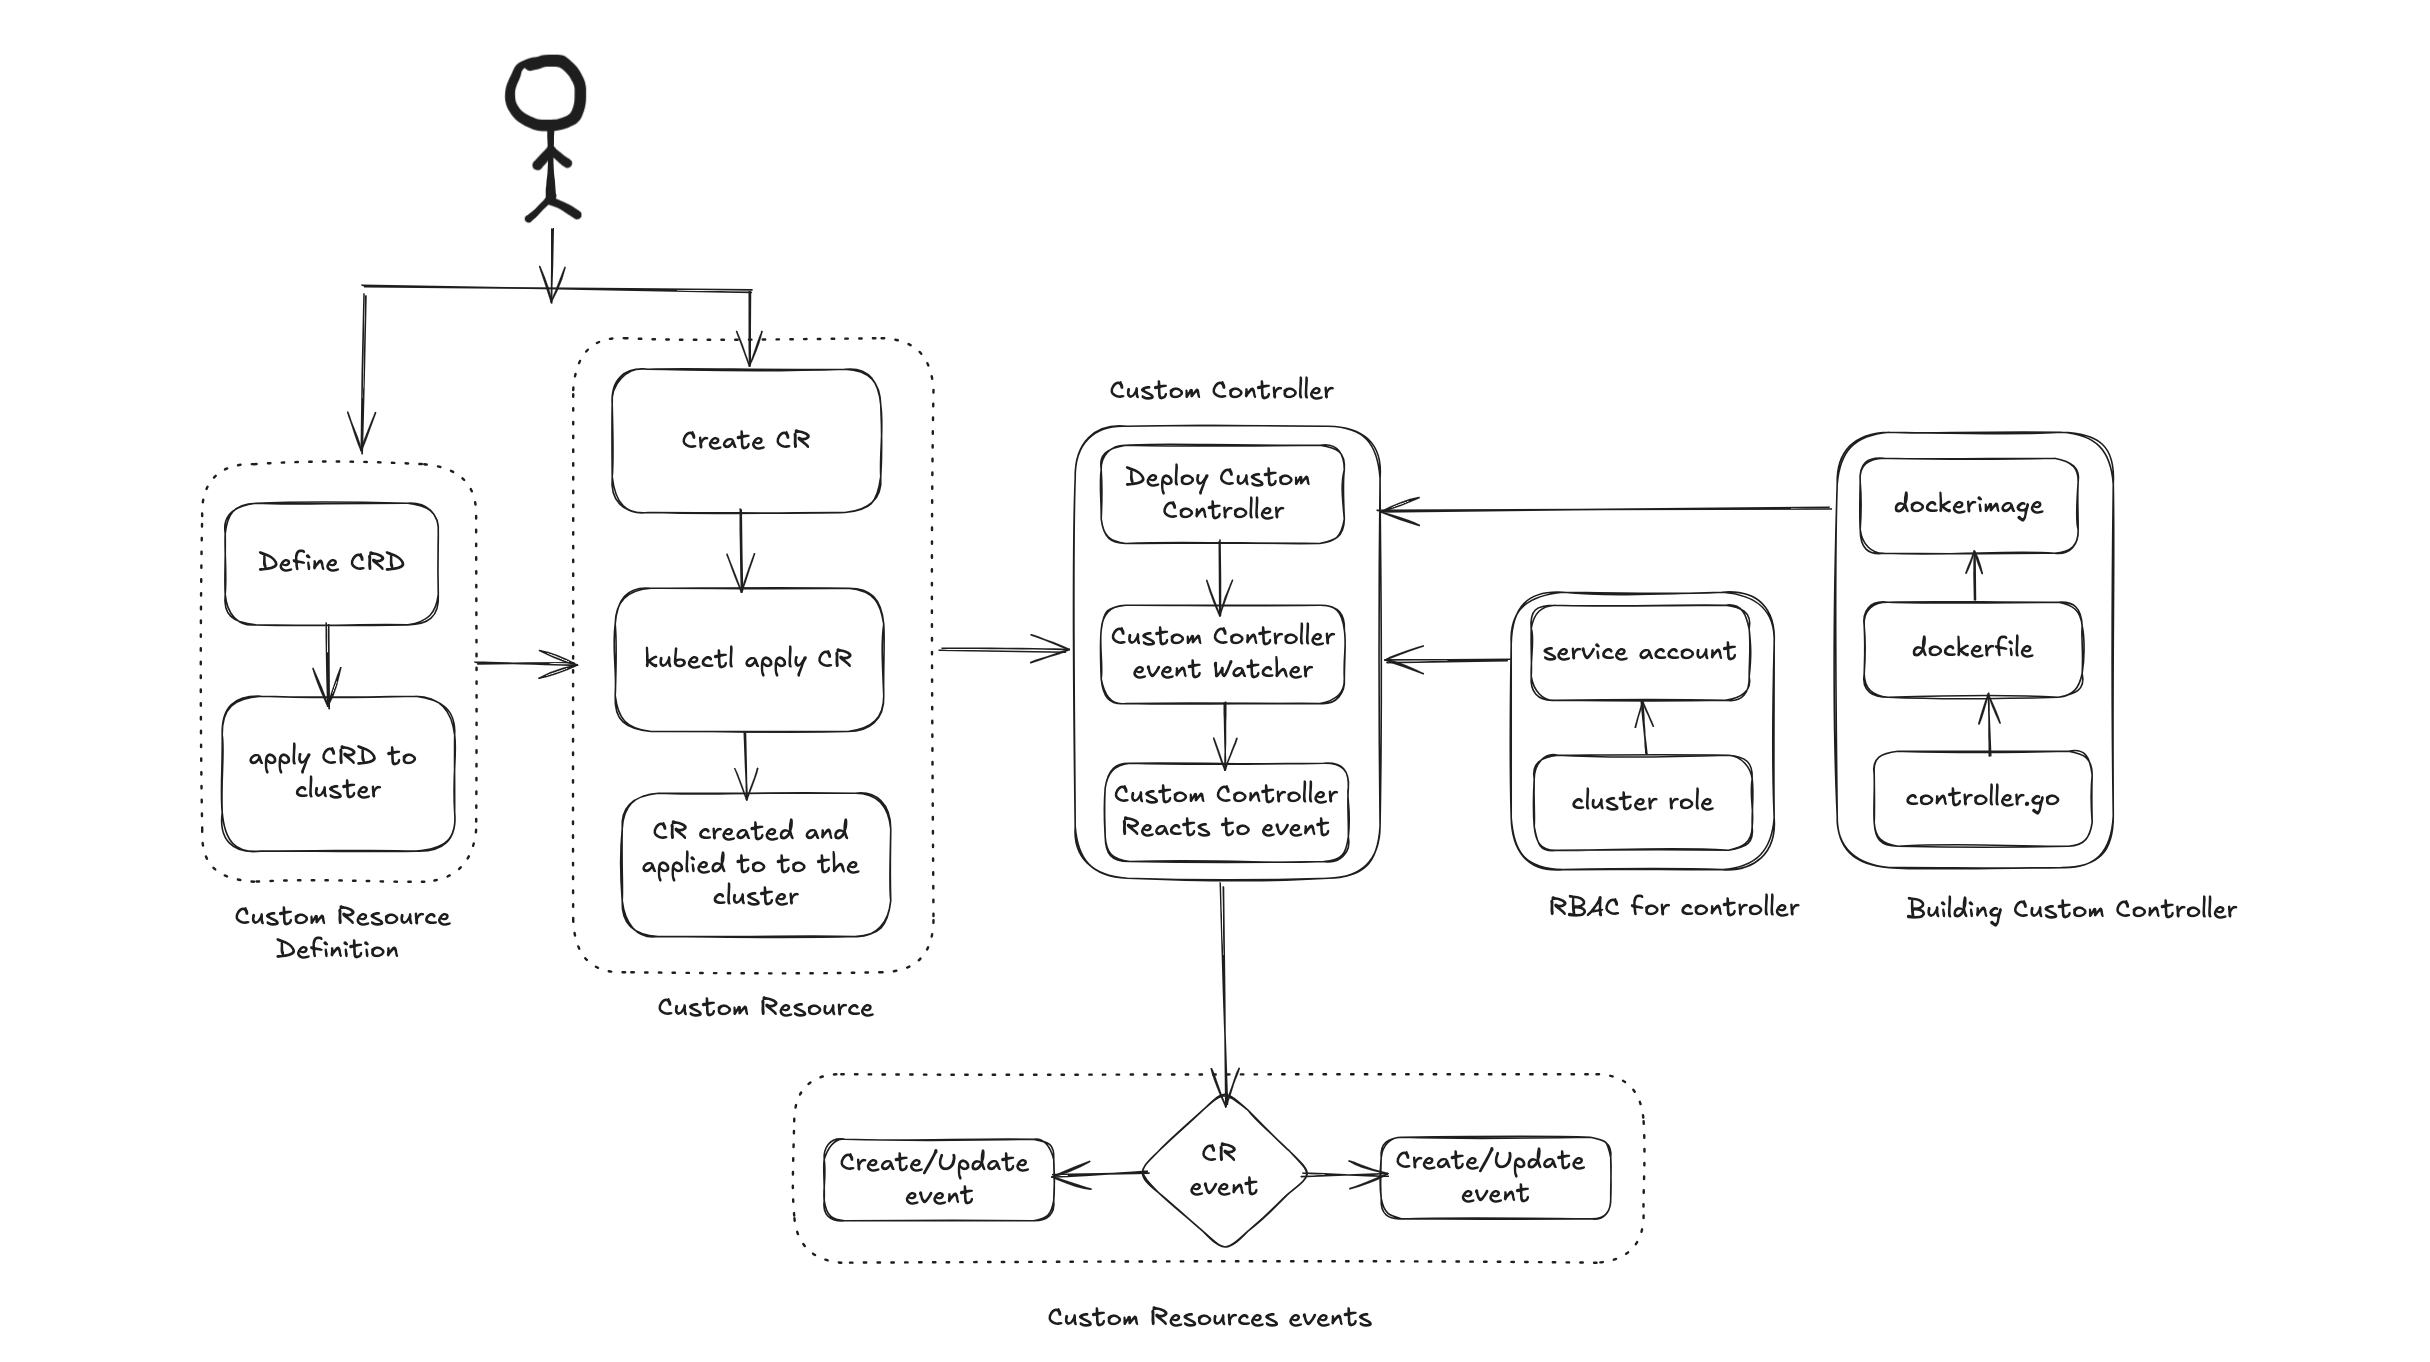 Define CRD
apply CRD to
cluster
Custom Resource
Definition
Create CR
kubectl apply CR
CR created and
applied to to the
cluster
Custom Resource
Custom Controller
Deploy Custom
Controller
Custom Controller
event Watcher
Custom Controller
Reacts to event
service account
cluster role
RBAC for controller
dockerimage
dockerfile
controller.go
Building Custom Controller
Create/Update
event
CR
event
Create/Update
event
Custom Resources events